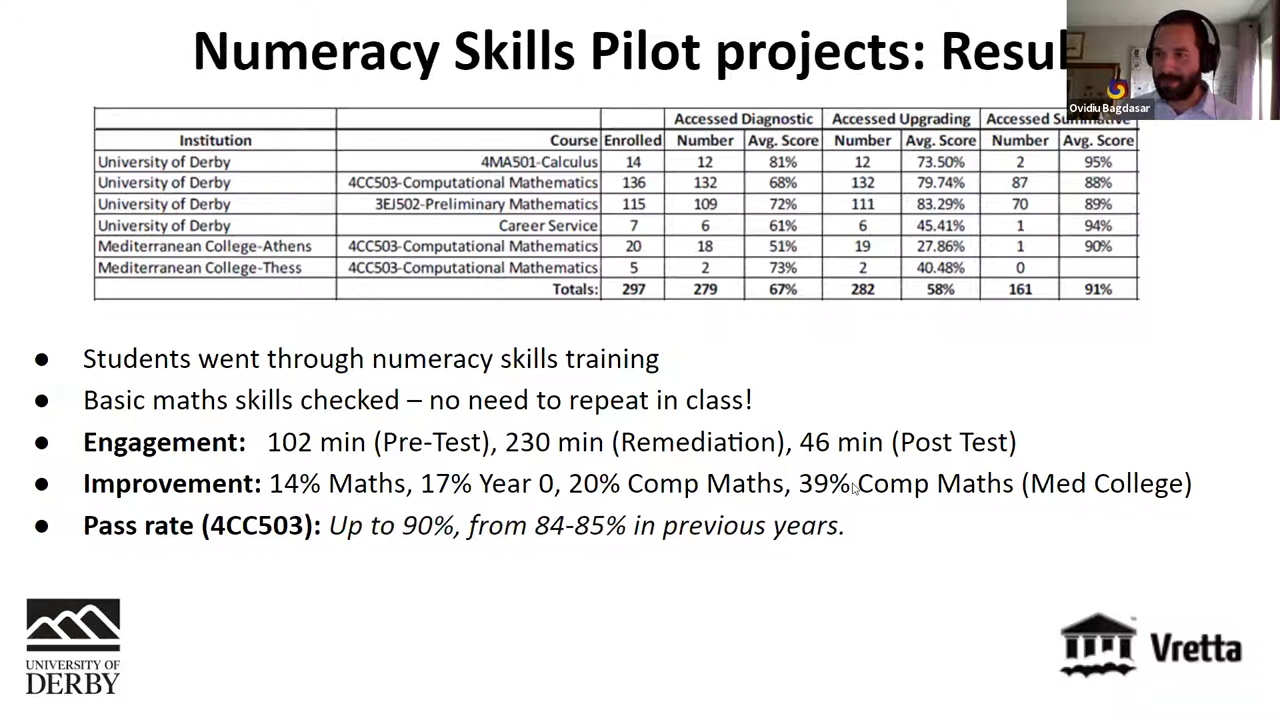 Numeracy Skills Pilot projects: Resul
Ovidiu Bagdasar
Accessed Diagnostic Accessed Upgrading Accessed Summative
Institution Course Enrolled Number Avg. Score Number Avg. Score Number Avg. Score
University of Derby 4MA501-Calculus 14 12 81% 12 73.50% 2 95%
University of Derby 4CC503-Computational Mathematics 136 132 68% 132 79.74% 87 88%
University of Derby 3EJ502-Preliminary Mathematics 115 109 72% 111 83.29% 70 89%
University of Derby Career Service 7 6 61% 6 45.41% 1 94%
Mediterranean College-Athens 4CC503-Computational Mathematics 20 18 51% 19 27.86% 1 90%
Mediterranean College-Thess 4CC503-Computational Mathematics 5 2 73% 2 40.48% 0
Totals: 297 279 67% 282 58% 161 91%
● Students went through numeracy skills training
● Basic maths skills checked – no need to repeat in class!
● Engagement: 102 min (Pre-Test), 230 min (Remediation), 46 min (Post Test)
● Improvement: 14% Maths, 17% Year 0, 20% Comp Maths, 39% Comp Maths (Med College)
● Pass rate (4CC503): Up to 90%, from 84-85% in previous years.
UNIVERSITY OF
DERBY
Vretta